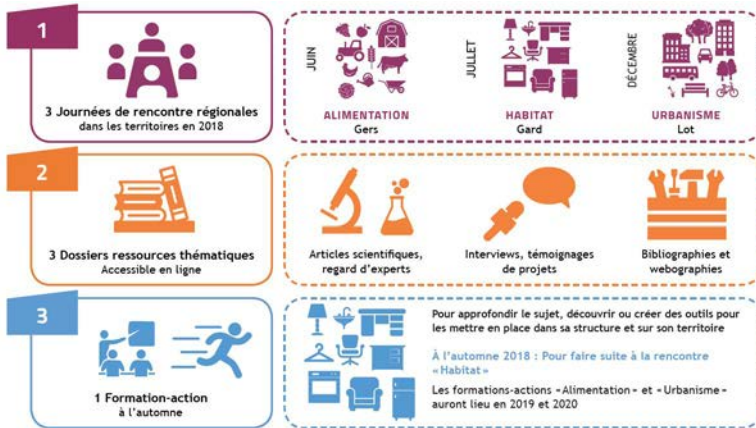 1
3 Journées de rencontre régionales
dans les territoires en 2018
JUIN
ALIMENTATION
Gers
JUILLET
HABITAT
Gard
DÉCEMBRE
URBANISME
Lot
2
3 Dossiers ressources thématiques
Accessible en ligne
Articles scientifiques,
regard d'experts
Interviews, témoignages
de projets
Bibliographies et
webographies
3
1 Formation-action
à l'automne
Pour approfondir le sujet, découvrir ou créer des outils pour
les mettre en place dans sa structure et sur son territoire
À l'automne 2018 : Pour faire suite à la rencontre
«Habitat»
Les formations-actions «Alimentation» et «Urbanisme»
auront lieu en 2019 et 2020